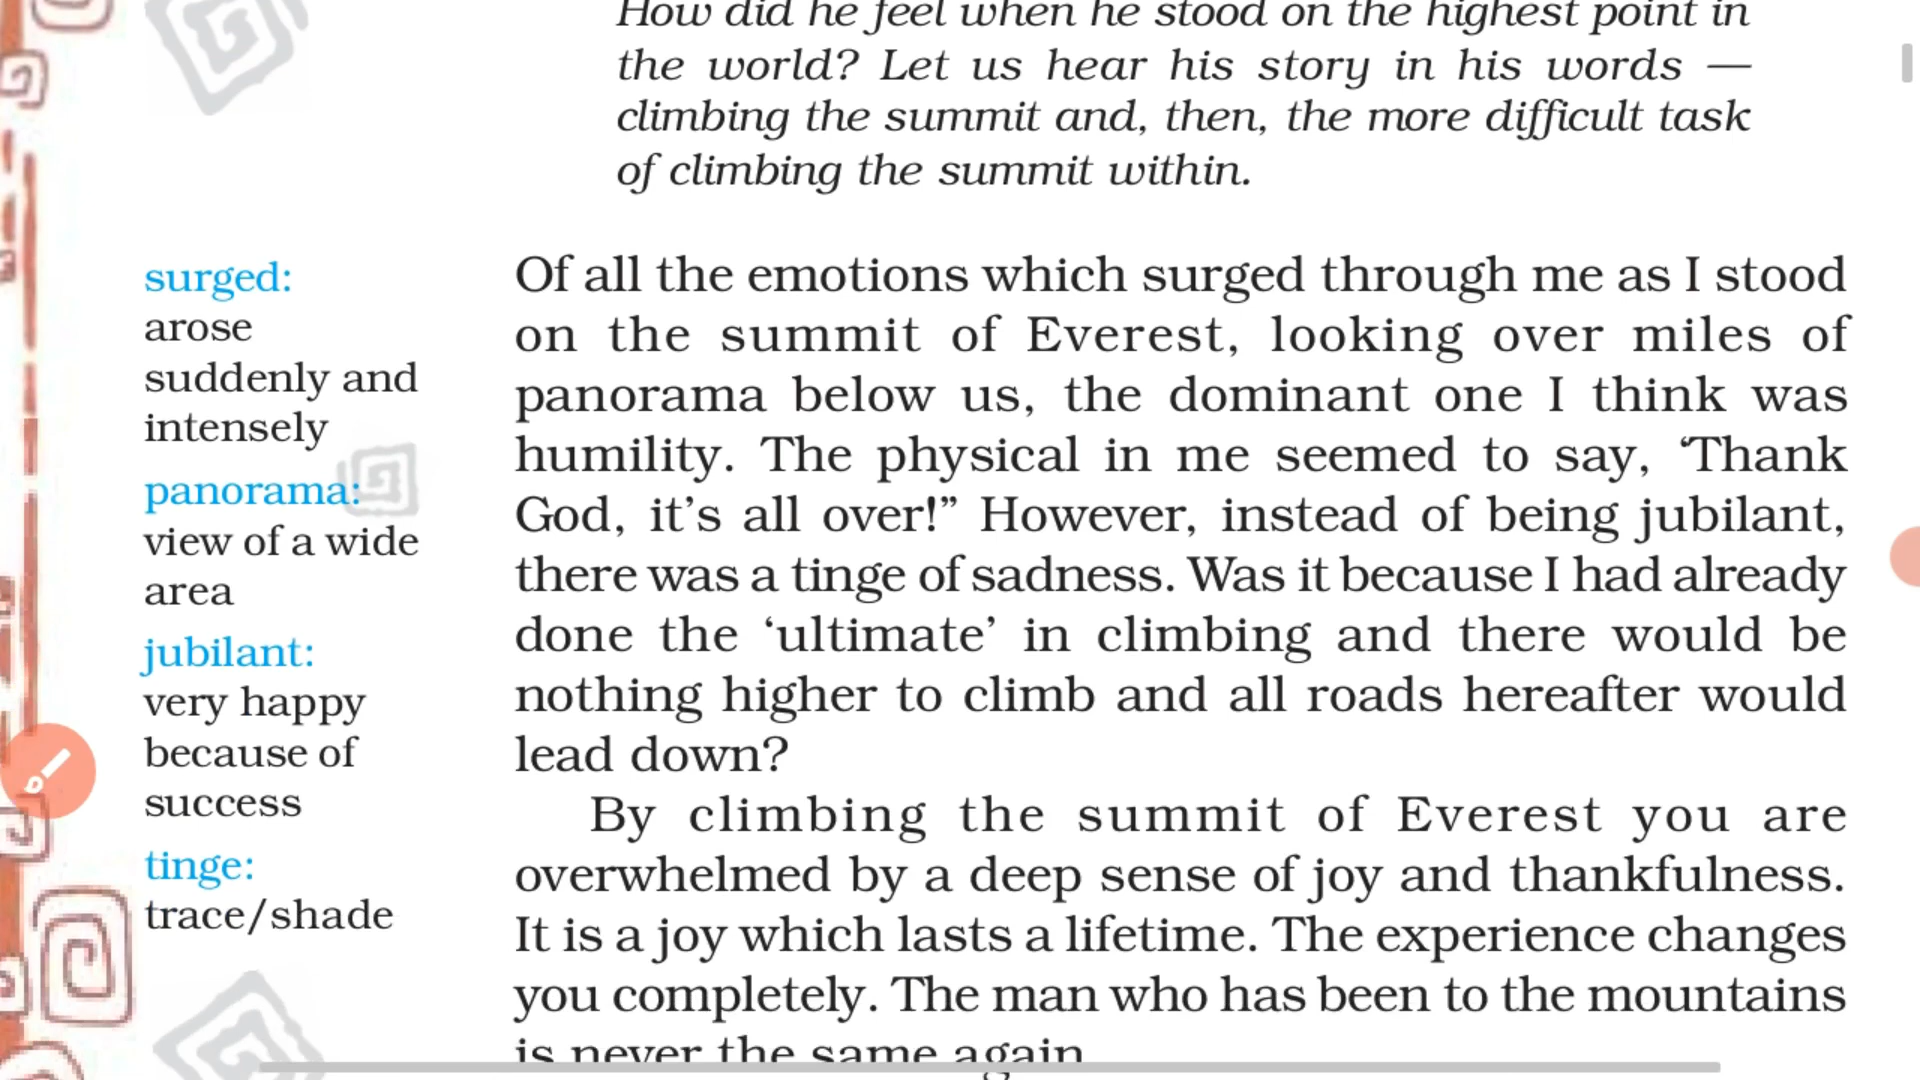 How did he feel when he stood on the highest point in
the world? Let us hear his story in his words —
climbing the summit and, then, the more difficult task
of climbing the summit within.
surged:
arose
suddenly and
intensely
panorama:
view of a wide
area
jubilant:
very happy
because of
success
tinge:
trace/shade
Of all the emotions which surged through me as I stood
on the summit of Everest, looking over miles of
panorama below us, the dominant one I think was
humility. The physical in me seemed to say, ‘Thank
God, it’s all over!” However, instead of being jubilant,
there was a tinge of sadness. Was it because I had already
done the ‘ultimate’ in climbing and there would be
nothing higher to climb and all roads hereafter would
lead down?
By climbing the summit of Everest you are
overwhelmed by a deep sense of joy and thankfulness.
It is a joy which lasts a lifetime. The experience changes
you completely. The man who has been to the mountains
is never the same again